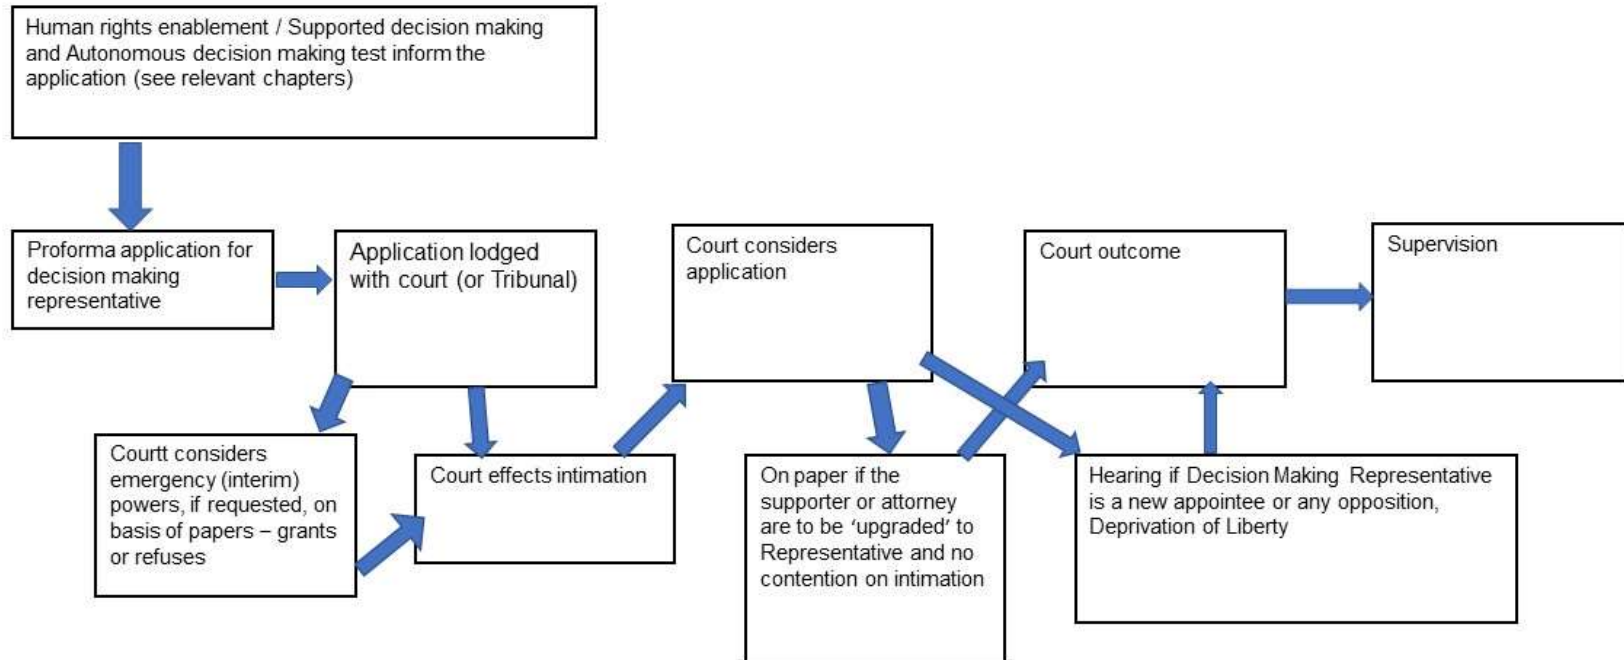 Human rights enablement / Supported decision making
and Autonomous decision making test inform the
application (see relevant chapters)
Proforma application for
decision making
representative
Application lodged
with court (or Tribunal)
Court considers
application
Court outcome
Supervision
Courtt considers
emergency (interim)
powers, if requested, on
basis of papers – grants
or refuses
Court effects intimation
On paper if the
supporter or attorney
are to be ‘upgraded’ to
Representative and no
contention on intimation
Hearing if Decision Making Representative
is a new appointee or any opposition,
Deprivation of Liberty